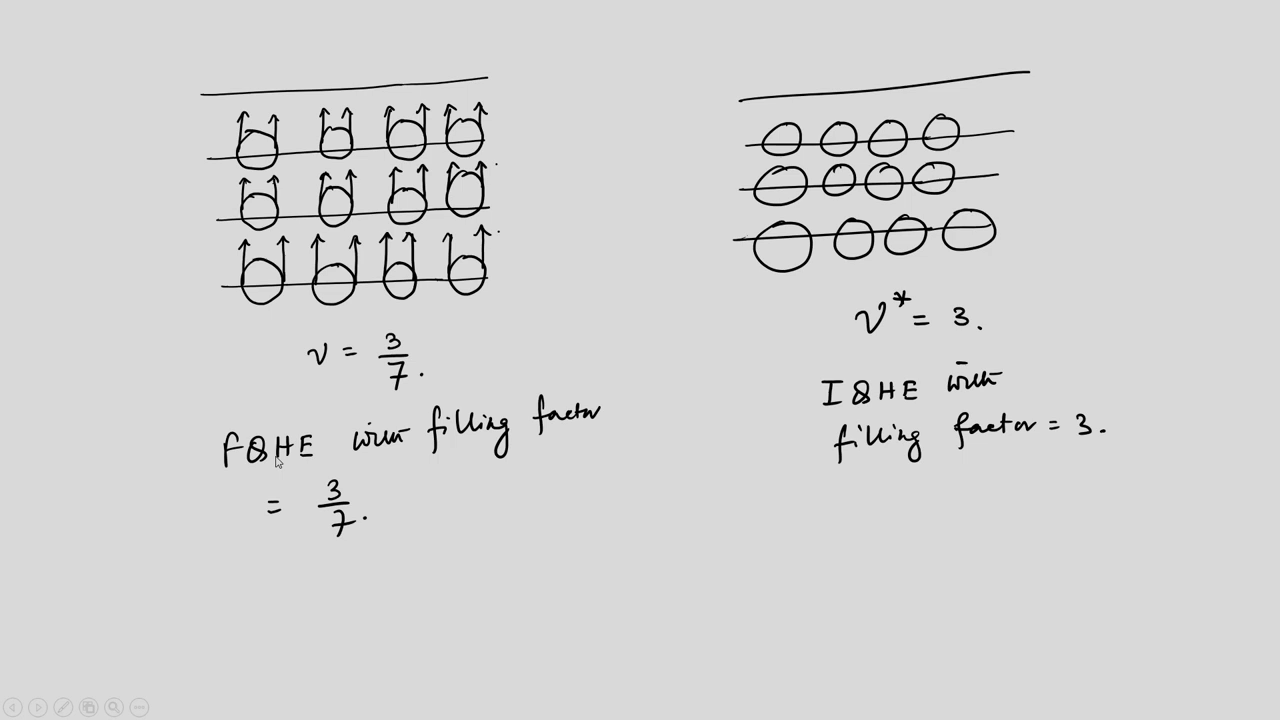 ν = 3/7.
FQHE with filling factor
= 3/7.
ν* = 3.
IQHE with
filling factor = 3.